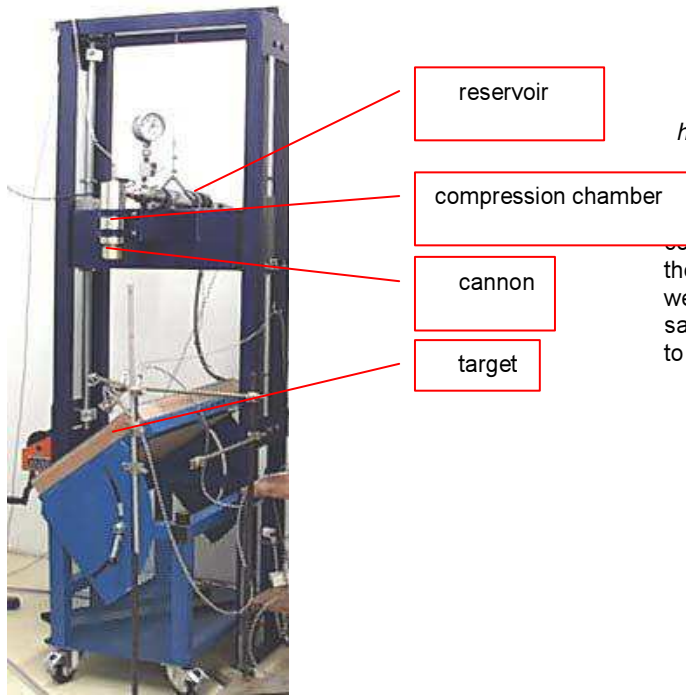 reservoir
h
compression chamber
cannon
the
we
sa
target
to